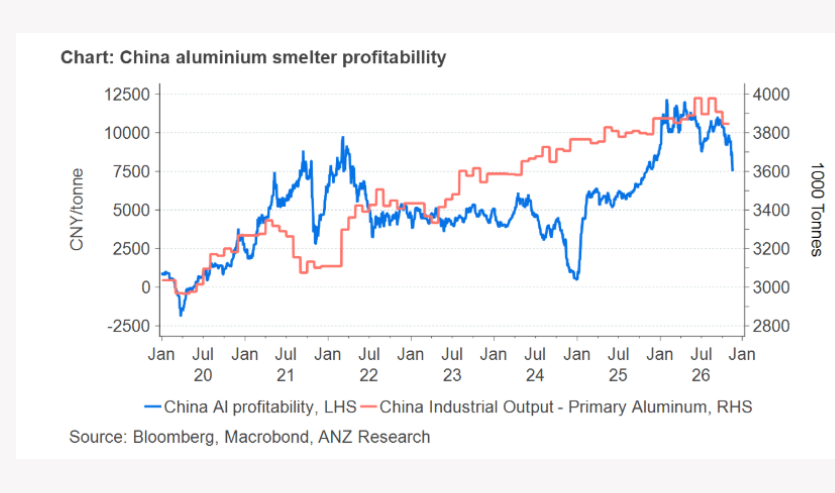 Chart: China aluminium smelter profitabillity
12500
10000
7500
5000
2500
0
-2500
CNY/tonne
4000
3800
3600
3400
3200
3000
2800
1000 Tonnes
Jan Jul Jan Jul Jan Jul Jan Jul Jan Jul Jan Jul Jan Jul Jan
20 21 22 23 24 25 26
China Al profitability, LHS China Industrial Output - Primary Aluminum, RHS
Source: Bloomberg, Macrobond, ANZ Research